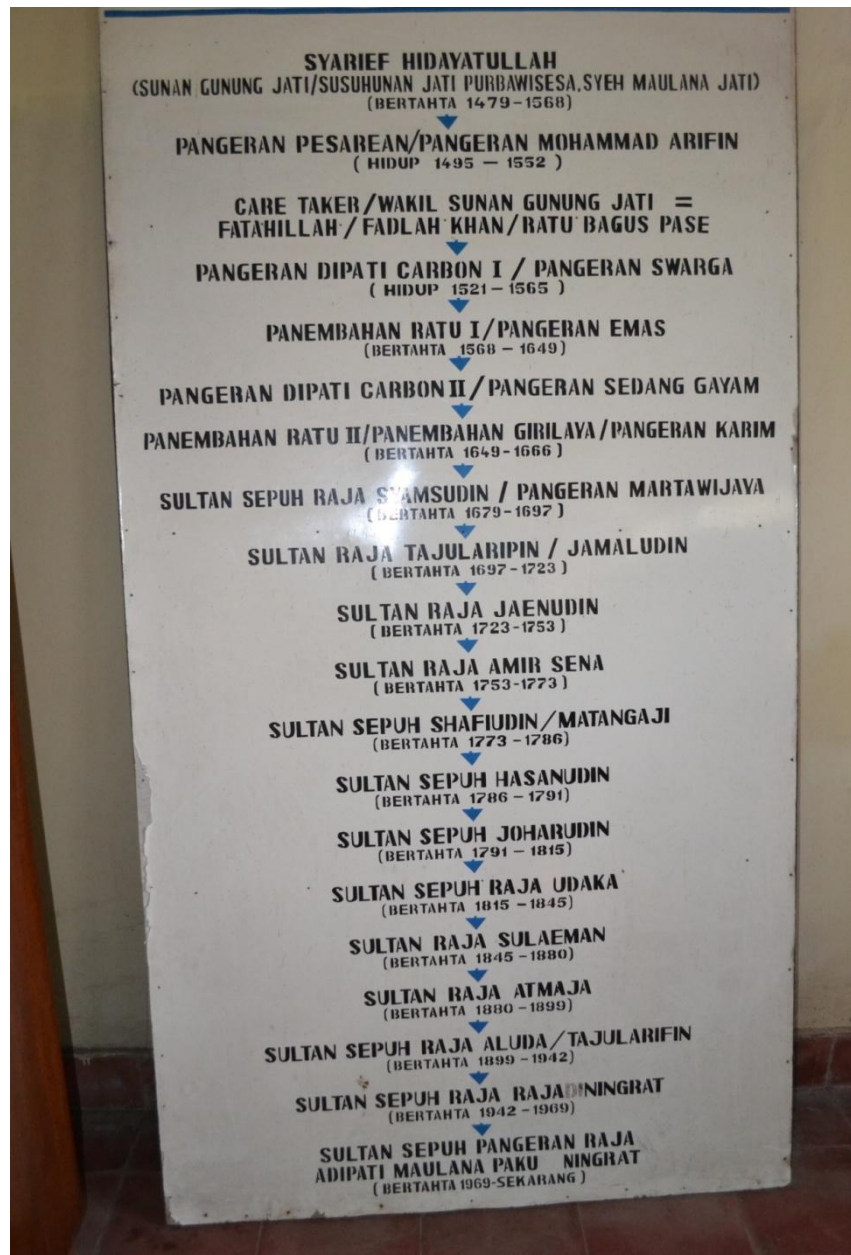 SYARIEF HIDAYATULLAH
(SUNAN GUNUNG JATI/SUSUHUNAN JATI PURBAWISESA, SYEH MAULANA JATI)
(BERTAHTA 1479-1568)
PANGERAN PESAREAN/PANGERAN MOHAMMAD ARIFIN
( HIDUP 1495 – 1552 )
CARE TAKER/WAKIL SUNAN GUNUNG JATI =
FATAHILLAH / FADLAH KHAN/RATU BAGUS PASE
PANGERAN DIPATI CARBON I / PANGERAN SWARGA
( HIDUP 1521 – 1565 )
PANEMBAHAN RATU I/PANGERAN EMAS
(BERTAHTA 1568 – 1649)
PANGERAN DIPATI CARBON II/PANGERAN SEDANG GAYAM
PANEMBAHAN RATU II/PANEMBAHAN GIRILAYA/PANGERAN KARIM
(BERTAHTA 1649-1666)
SULTAN SEPUH RAJA SYAMSUDIN / PANGERAN MARTAWIJAYA
(BERTAHTA 1679-1697)
SULTAN RAJA TAJULARIPIN / JAMALUDIN
( BERTAHTA 1697-1723 )
SULTAN RAJA JAENUDIN
( BERTAHTA 1723-1753 )
SULTAN RAJA AMIR SENA
( BERTAHTA 1753-1773 )
SULTAN SEPUH SHAFIUDIN/MATANGAJI
(BERTAHTA 1773 -1786)
SULTAN SEPUH HASANUDIN
(BERTAHTA 1786 – 1791)
SULTAN SEPUH JOHARUDIN
(BERTAHTA 1791 – 1815)
SULTAN SEPUH RAJA UDAKA
(BERTAHTA 1815 -1845)
SULTAN RAJA SULAEMAN
(BERTAHTA 1845 -1880)
SULTAN RAJA ATMAJA
(BERTAHTA 1880 -1899)
SULTAN SEPUH RAJA ALUDA/TAJULARIFIN
(BERTAHTA 1899 -1942)
SULTAN SEPUH RAJA RAJADININGRAT
(BERTAHTA 1942 -1969)
SULTAN SEPUH PANGERAN RAJA
ADIPATI MAULANA PAKU NINGRAT
( BERTAHTA 1969-SEKARANG )